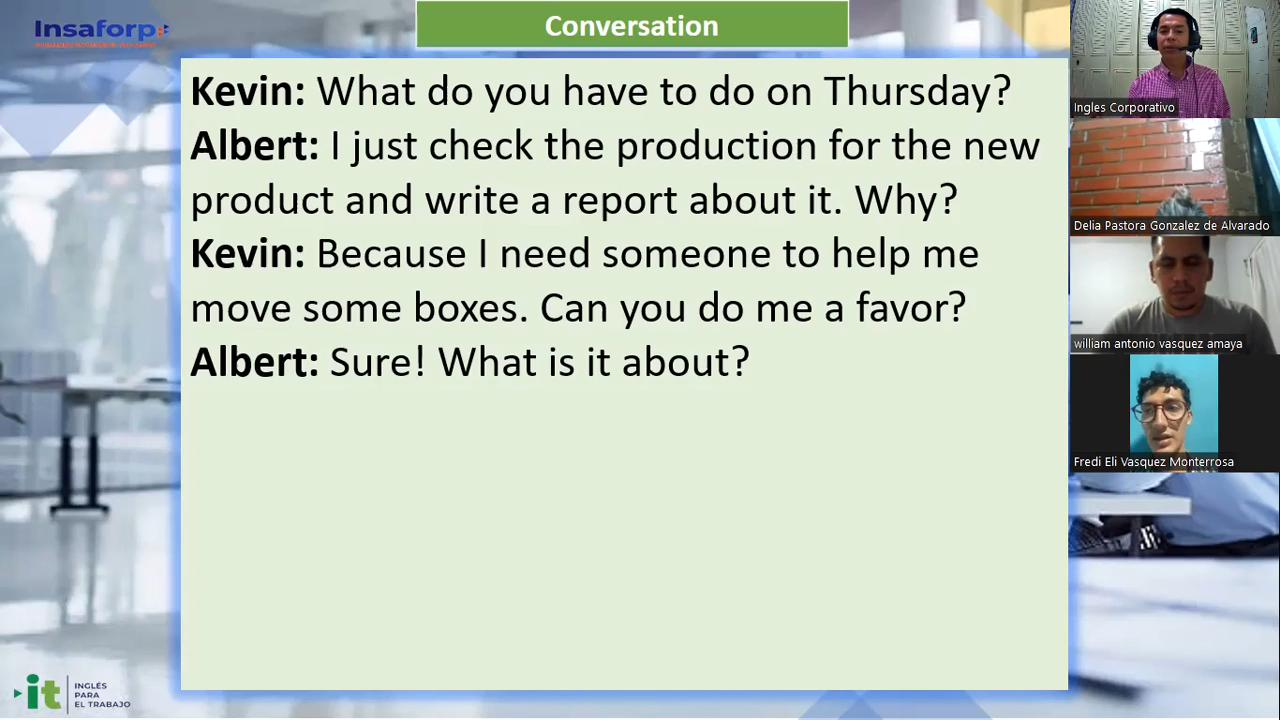 Insaforp
Conversation
Kevin: What do you have to do on Thursday?
Albert: I just check the production for the new
product and write a report about it. Why?
Kevin: Because I need someone to help me
move some boxes. Can you do me a favor?
Albert: Sure! What is it about?
Ingles Corporativo
Delia Pastora Gonzalez de Alvarado
william antonio vasquez amaya
Fredi Eli Vasquez Monterrosa
it
INGLÉS
PARA
EL TRABAJO